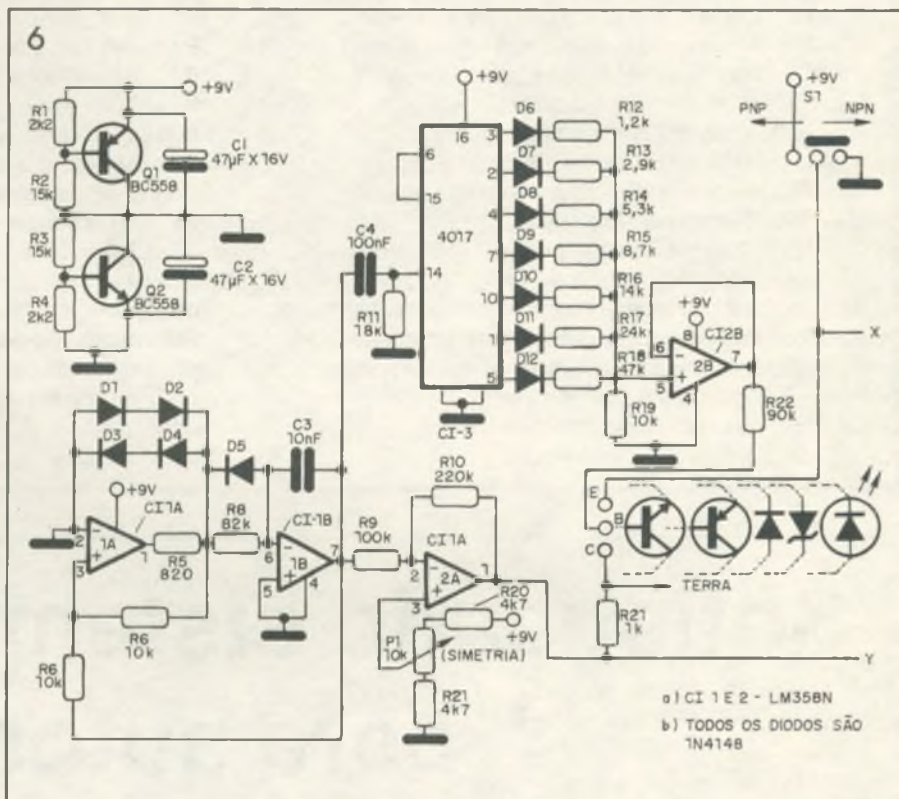 6
+9V
R1
2k2
Q1
BC558
C1
47µF X 16V
R2
15k
R3
15k
Q2
BC558
C2
47µF X 16V
R4
2k2
+9V
16
6
15
14
4017
3
2
4
7
10
1
5
CI-3
D6
D7
D8
D9
D10
D11
D12
R12
1,2k
R13
2,9k
R14
5,3k
R15
8,7k
R16
14k
R17
24k
R18
47k
R19
10k
+9V
S1
PNP
NPN
C4
100nF
R11
18k
+9V
8
CI2B
6
-
2B
7
5
+
4
R22
90k
X
D1
D2
D3
D4
D5
C3
10nF
+9V
CI1A
2
-
1A
1
3
+
R5
820
R8
82k
CI-1B
6
-
1B
7
5
+
4
R6
10k
R6
10k
R9
100k
R10
220k
CI1A
2
-
2A
1
3
+
R20
4k7
+9V
P1
10k
(SIMETRIA)
R21
4k7
E
B
C
TERRA
R21
1k
Y
a) CI 1 E 2 - LM358N
b) TODOS OS DIODOS SÃO
1N4148